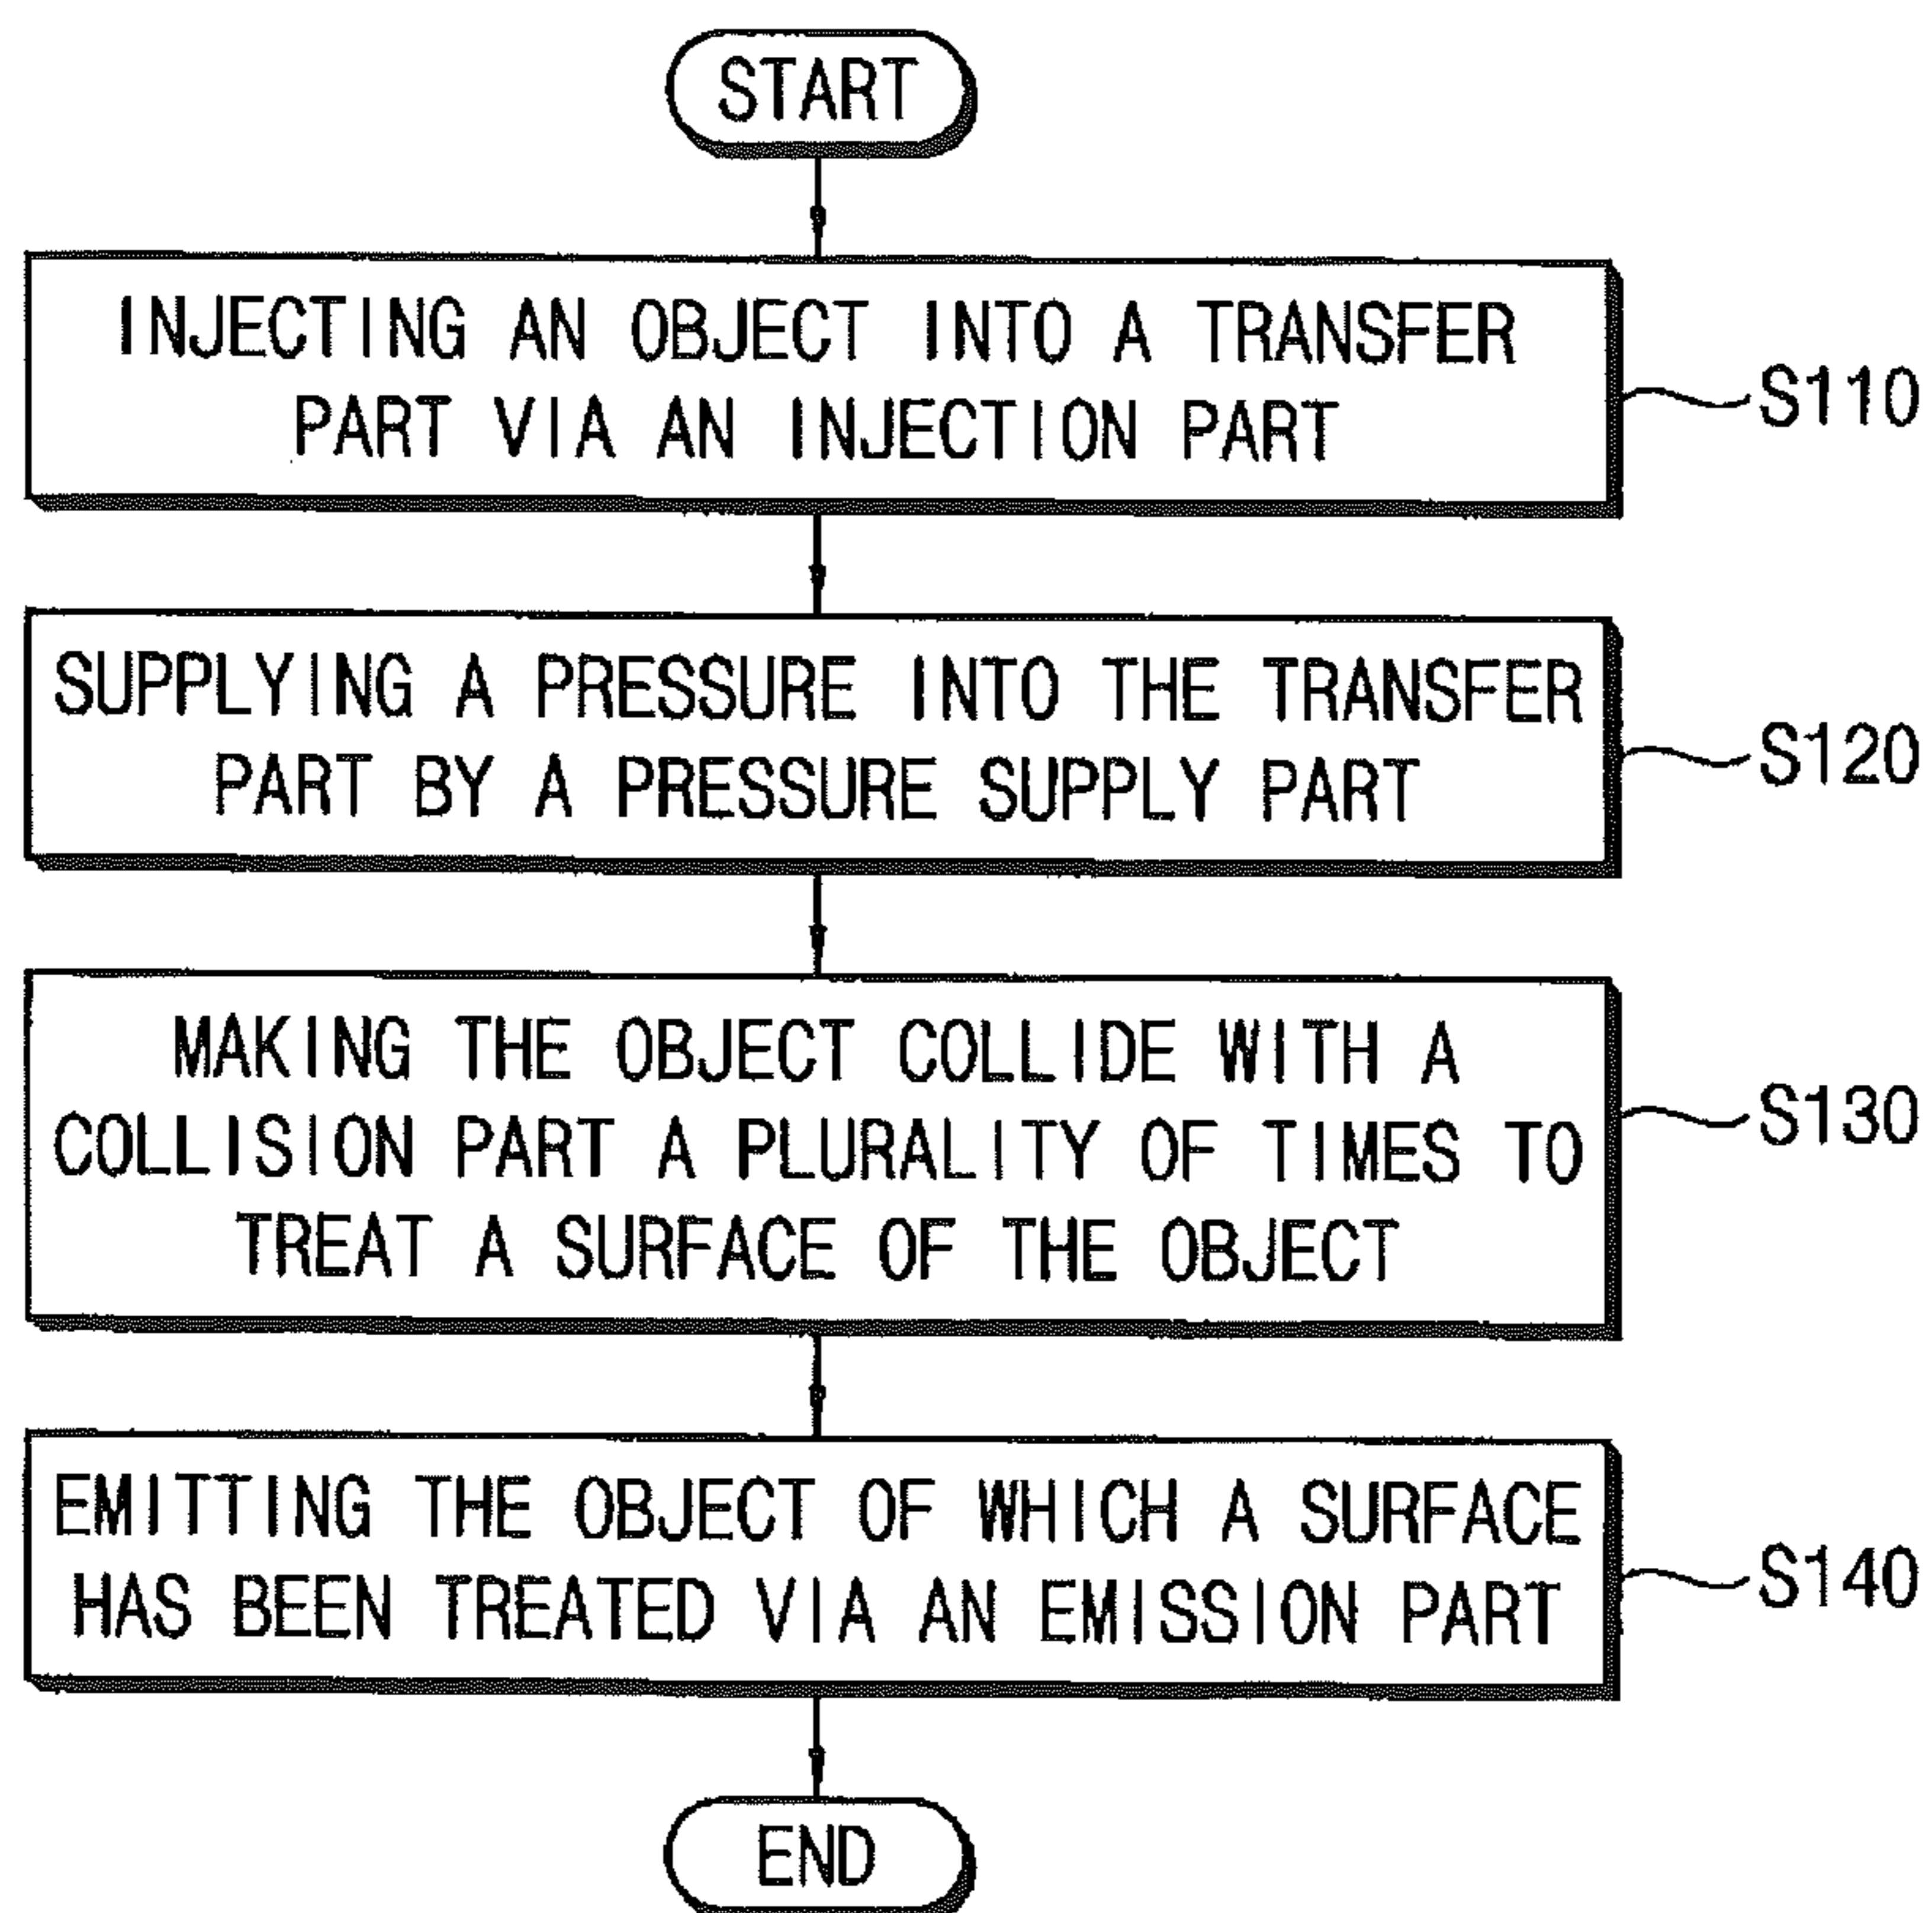 START
INJECTING AN OBJECT INTO A TRANSFER
PART VIA AN INJECTION PART
S110
SUPPLYING A PRESSURE INTO THE TRANSFER
PART BY A PRESSURE SUPPLY PART
S120
MAKING THE OBJECT COLLIDE WITH A
COLLISION PART A PLURALITY OF TIMES TO
TREAT A SURFACE OF THE OBJECT
S130
EMITTING THE OBJECT OF WHICH A SURFACE
HAS BEEN TREATED VIA AN EMISSION PART
S140
END